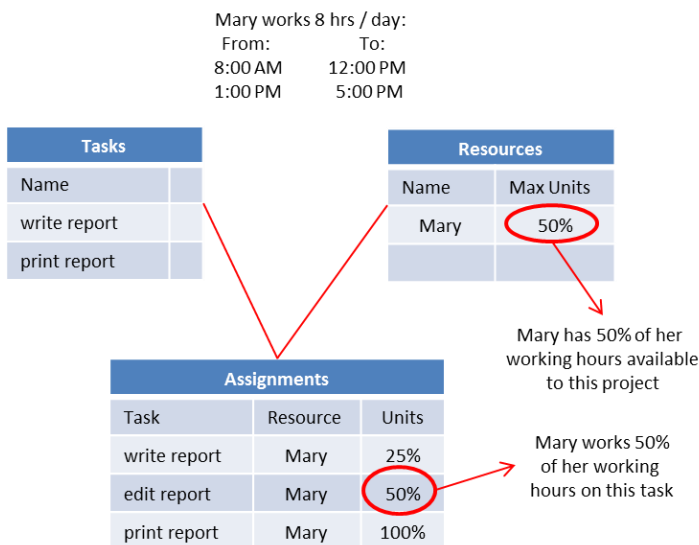 Mary works 8 hrs / day:
From: To:
8:00 AM 12:00 PM
1:00 PM 5:00 PM
Tasks
Name
write report
print report
Resources
Name Max Units
Mary 50%
Mary has 50% of her
working hours available
to this project
Assignments
Task Resource Units
write report Mary 25%
edit report Mary 50%
print report Mary 100%
Mary works 50%
of her working
hours on this task